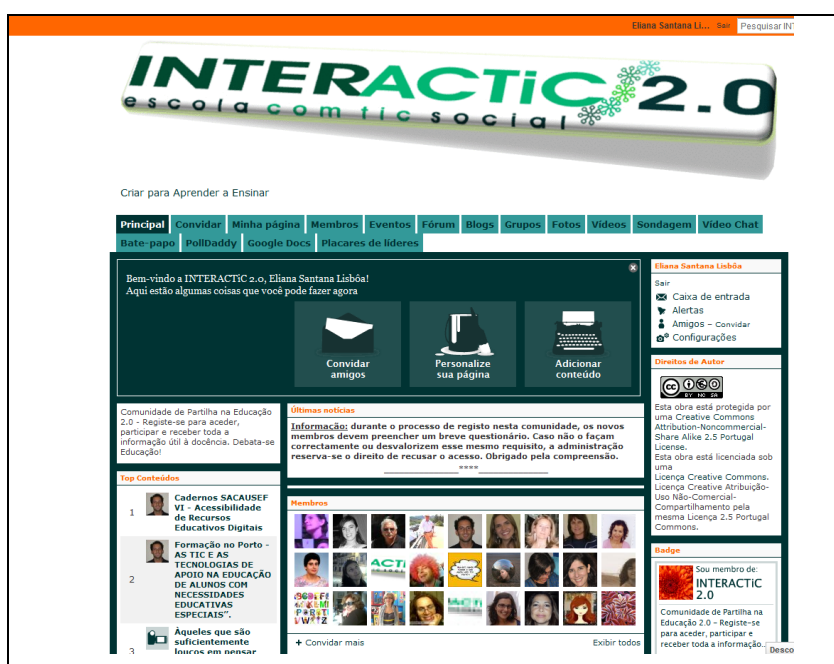 Eliana Santana Li... Sair Pesquisar INT
INTERACTiC 2.0
escola com tic social
Criar para Aprender a Ensinar
Principal Convidar Minha página Membros Eventos Fórum Blogs Grupos Fotos Vídeos Sondagem Vídeo Chat
Bate-papo PollDaddy Google Docs Placares de líderes
Bem-vindo a INTERACTiC 2.0, Eliana Santana Lisbôa!
Aqui estão algumas coisas que você pode fazer agora
Convidar
amigos
Personalize
sua página
Adicionar
conteúdo
Comunidade de Partilha na Educação
2.0 - Registe-se para aceder,
participar e receber toda a
informação útil à docência. Debata-se
Educação!
Top Conteúdos
1
Cadernos SACAUSEF
VI - Acessibilidade
de Recursos
Educativos Digitais
2
Formação no Porto -
AS TIC E AS
TECNOLOGIAS DE
APOIO NA EDUCAÇÃO
DE ALUNOS COM
NECESSIDADES
EDUCATIVAS
ESPECIAIS".
3
Àqueles que são
suficientemente
loucos em pensar
Últimas notícias
Informação: durante o processo de registo nesta comunidade, os novos
membros devem preencher um breve questionário. Caso não o façam
correctamente ou desvalorizem esse mesmo requisito, a administração
reserva-se o direito de recusar o acesso. Obrigado pela compreensão.
____________****____________
Membros
+ Convidar mais Exibir todos
Eliana Santana Lisbôa
Sair
Caixa de entrada
Alertas
Amigos - Convidar
Configurações
Direitos de Autor
cc
BY NC SA
Esta obra está protegida por
uma Creative Commons
Attribution-Noncommercial-
Share Alike 2.5 Portugal
License.
Esta obra está licenciada sob
uma
Licença Creative Commons.
Licença Creative Atribuição-
Uso Não-Comercial-
Compartilhamento pela
mesma Licença 2.5 Portugal
Commons.
Badge
Sou membro de:
INTERACTiC
2.0
Comunidade de Partilha na
Educação 2.0 – Registe-se
para aceder, participar e
receber toda a informação...
Desco